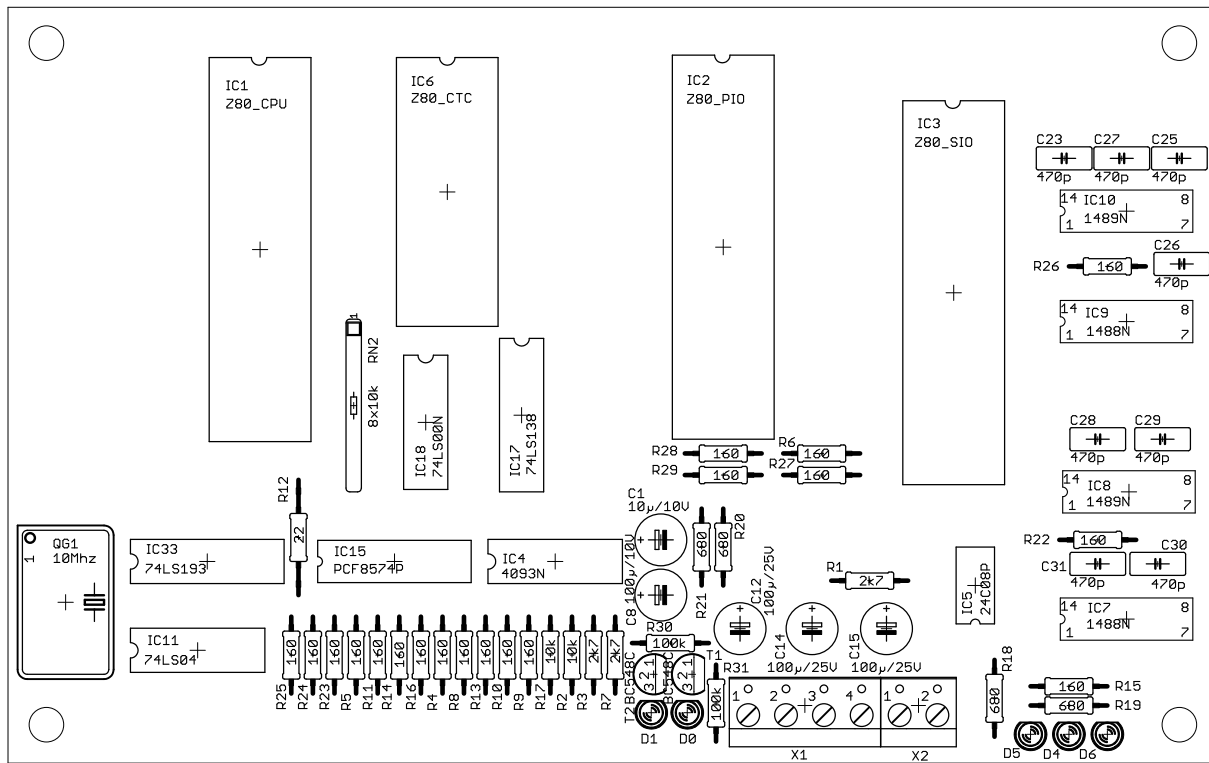 IC1
Z80_CPU
IC6
Z80_CTC
IC2
Z80_PIO
IC3
Z80_SIO
C23
C27
C25
470p
470p
470p
14
IC10
8
1
1489N
7
C26
R26
160
470p
14
IC9
8
1
1488N
7
1
RN2
8x10k
IC18
74LS00N
IC17
74LS138
C28
C29
470p
470p
R28
160
R6
160
R29
160
R27
160
14
IC8
8
1
1489N
7
R12
22
C1
10µ/10V
C8 100µ/10V
680
680
R20
R21
QG1
10Mhz
1
IC33
74LS193
IC15
PCF8574P
IC4
4093N
R22
160
C31
C30
470p
470p
R1
2k7
C12
100µ/25V
IC5
24C08P
14
IC7
8
1
1488N
7
IC11
74LS04
160
160
160
160
160
160
160
160
160
160
160
160
10k
10k
2k7
2k7
R25
R24
R23
R5
R11
R14
R16
R4
R8
R13
R10
R9
R17
R2
R3
R7
R30
100k
C14
100µ/25V
C15
100µ/25V
T1
BC548C
3 2 1
T2
BC548C
3 2 1
R31
100k
D1
D0
1
2
3
4
1
2
X1
X2
R18
680
160
R15
680
R19
D5
D4
D6